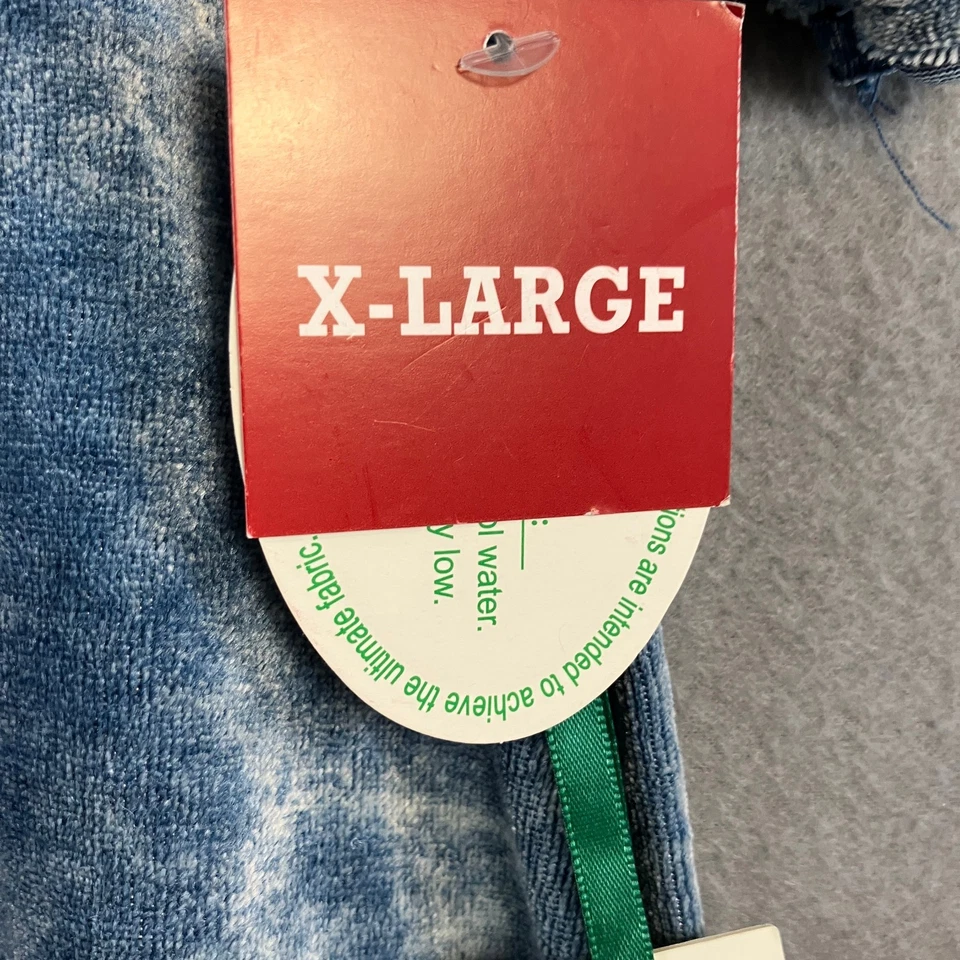 X-LARGE
ol water.
y low.
ions are intended to achieve the ultimate fabric.